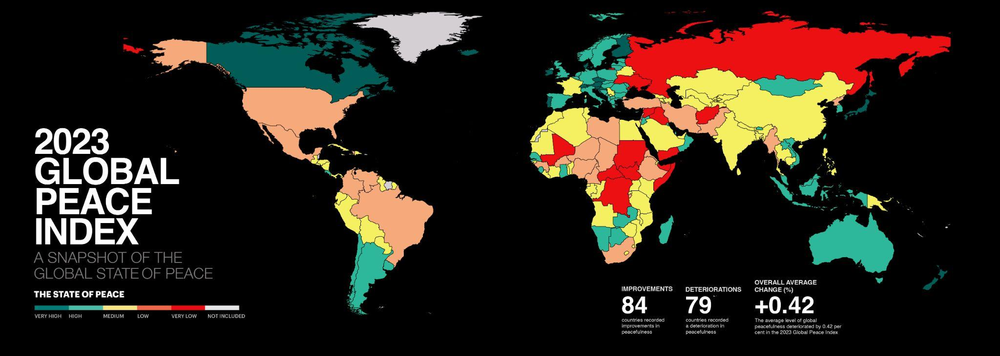 2023
GLOBAL
PEACE
INDEX
A SNAPSHOT OF THE
GLOBAL STATE OF PEACE
THE STATE OF PEACE
VERY HIGH HIGH MEDIUM LOW VERY LOW NOT INCLUDED
IMPROVEMENTS
84
countries recorded
improvements in
peacefulness
DETERIORATIONS
79
countries recorded
a deterioration in
peacefulness
OVERALL AVERAGE
CHANGE (%)
+0.42
The average level of global
peacefulness deteriorated by 0.42 per
cent in the 2023 Global Peace Index